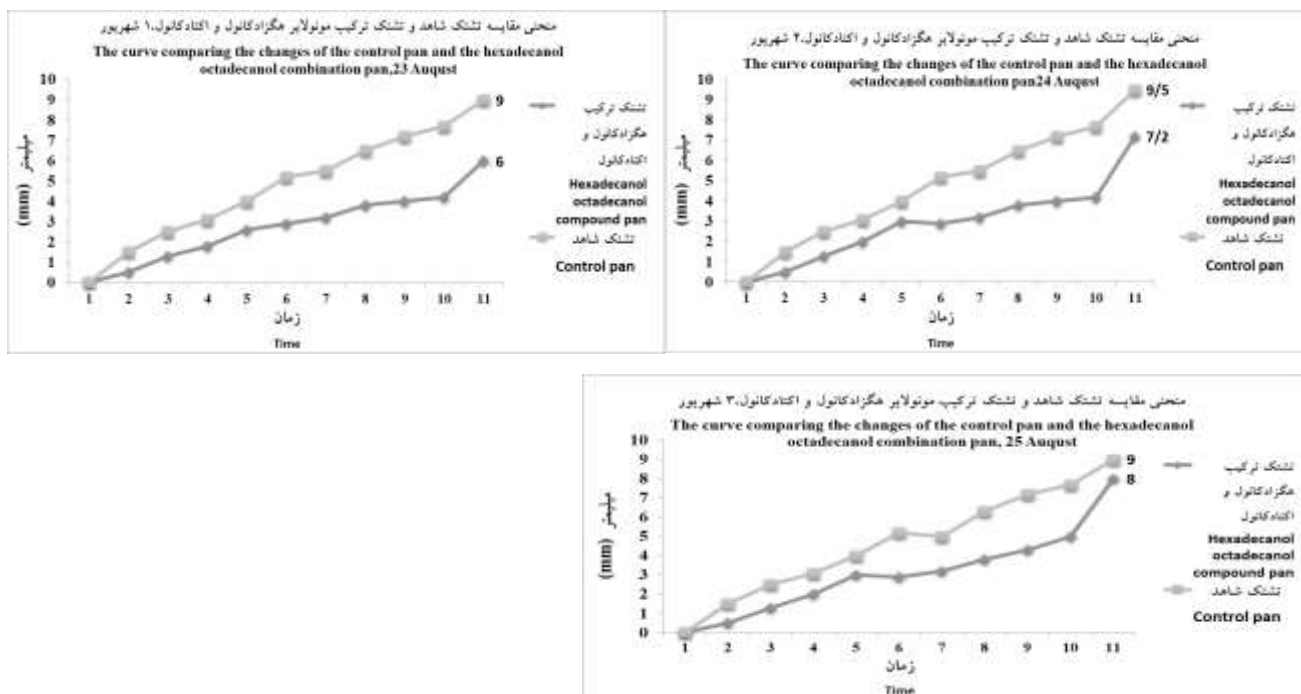 منحنی مقایسه تشتک شاهد و تشتک ترکیب مونولایر هگزادکانول و اکتادکانول،۱ شهریور
The curve comparing the changes of the control pan and the hexadecanol
octadecanol combination pan,23 Auqust
10
9
8
7
6
5
4
3
2
1
0
میلیمتر
(mm)
9
6
تشتک ترکیب
هگزادکانول و
اکتادکانول
Hexadecanol
octadecanol
compound pan
تشتک شاهد
Control pan
1 2 3 4 5 6 7 8 9 10 11
زمان
Time
منحنی مقایسه تشتک شاهد و تشتک ترکیب مونولایر هگزادکانول و اکتادکانول،۲ شهریور
The curve comparing the changes of the control pan and the hexadecanol
octadecanol combination pan24 Auqust
10
9
8
7
6
5
4
3
2
1
0
میلیمتر
(mm)
9/5
7/2
تشتک ترکیب
هگزادکانول و
اکتادکانول
Hexadecanol
octadecanol
compound pan
تشتک شاهد
Control pan
1 2 3 4 5 6 7 8 9 10 11
زمان
Time
منحنی مقایسه تشتک شاهد و تشتک ترکیب مونولایر هگزادکانول و اکتادکانول،۳ شهریور
The curve comparing the changes of the control pan and the hexadecanol
octadecanol combination pan, 25 Auqust
10
9
8
7
6
5
4
3
2
1
0
میلیمتر
(mm)
9
8
تشتک ترکیب
هگزادکانول و
اکتادکانول
Hexadecanol
octadecanol
compound pan
تشتک شاهد
Control pan
1 2 3 4 5 6 7 8 9 10 11
زمان
Time